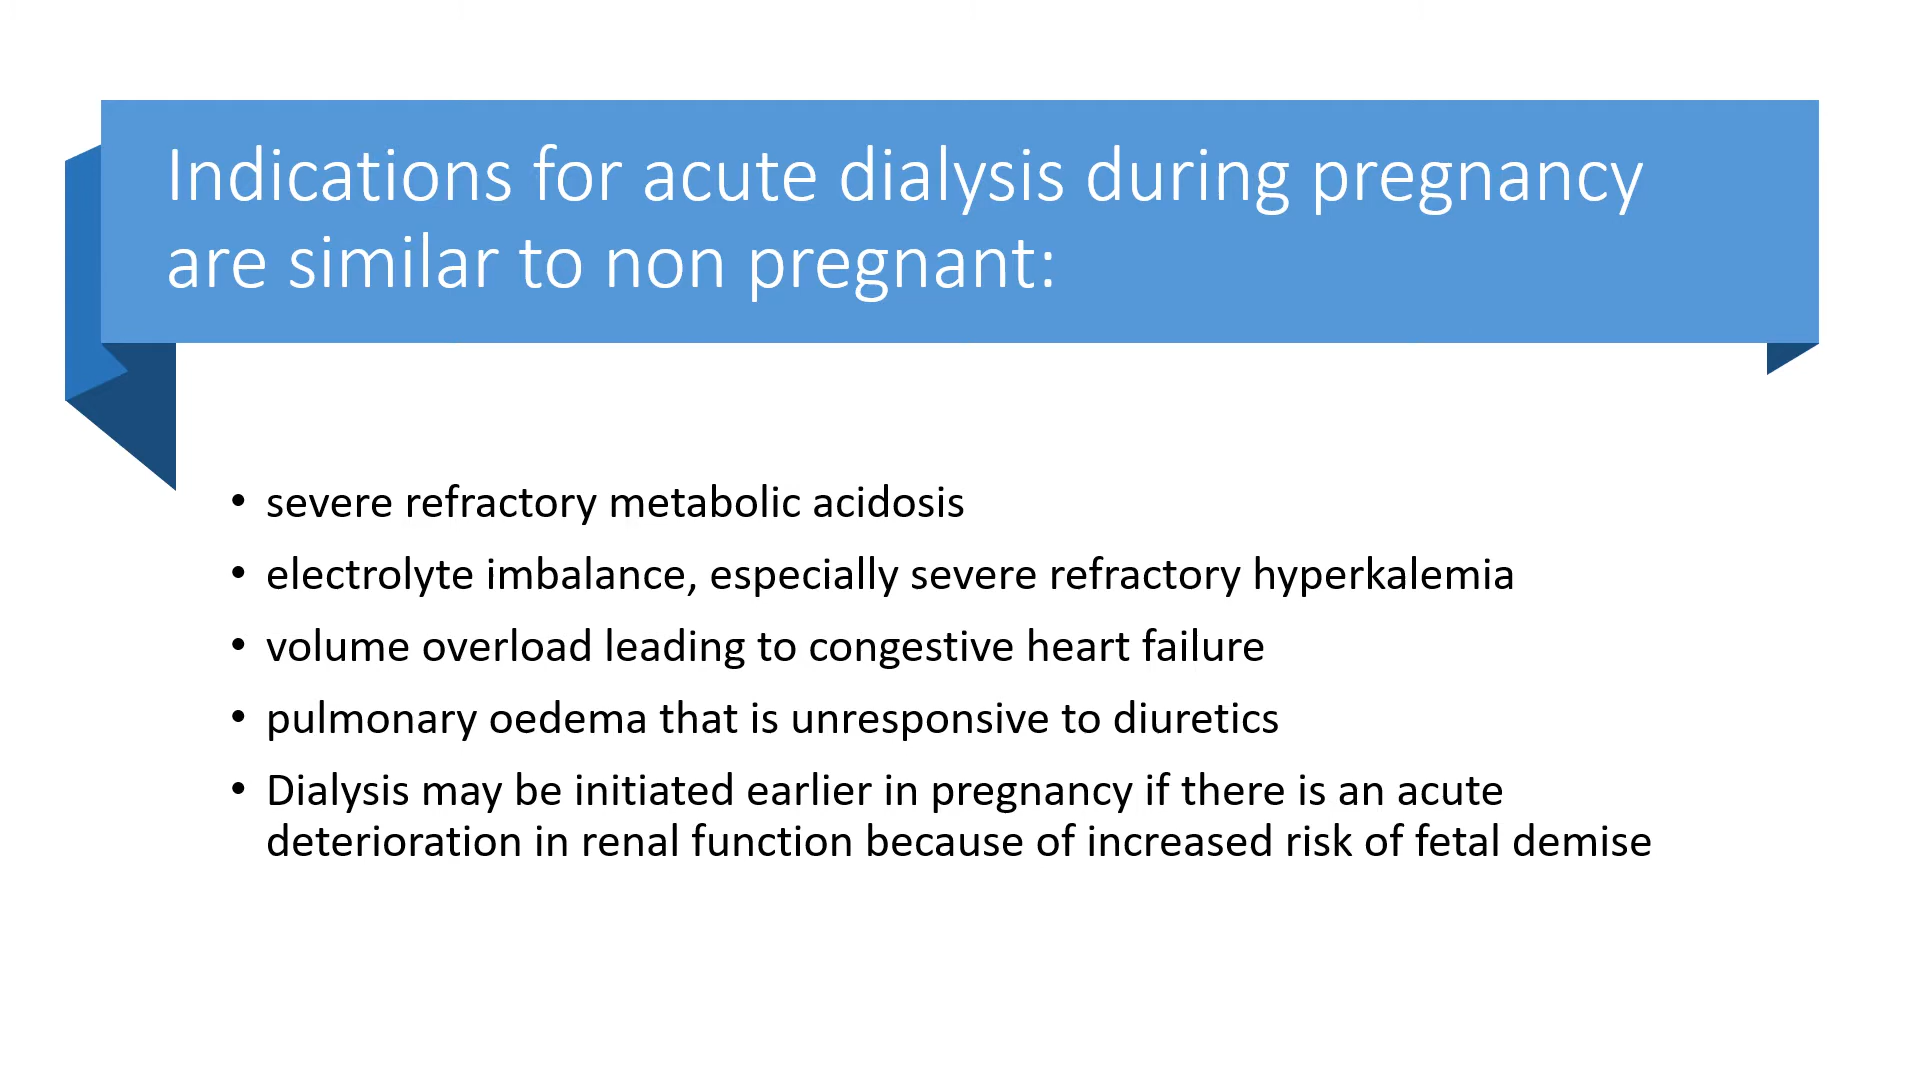 Indications for acute dialysis during pregnancy
are similar to non pregnant:
• severe refractory metabolic acidosis
• electrolyte imbalance, especially severe refractory hyperkalemia
• volume overload leading to congestive heart failure
• pulmonary oedema that is unresponsive to diuretics
• Dialysis may be initiated earlier in pregnancy if there is an acute
deterioration in renal function because of increased risk of fetal demise